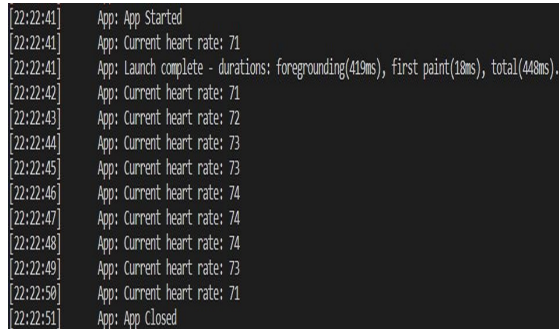 [22:22:41] App: App Started
[22:22:41] App: Current heart rate: 71
[22:22:41] App: Launch complete - durations: foregrounding(419ms), first paint(18ms), total(448ms).
[22:22:42] App: Current heart rate: 71
[22:22:43] App: Current heart rate: 72
[22:22:44] App: Current heart rate: 73
[22:22:45] App: Current heart rate: 73
[22:22:46] App: Current heart rate: 74
[22:22:47] App: Current heart rate: 74
[22:22:48] App: Current heart rate: 74
[22:22:49] App: Current heart rate: 73
[22:22:50] App: Current heart rate: 71
[22:22:51] App: App Closed